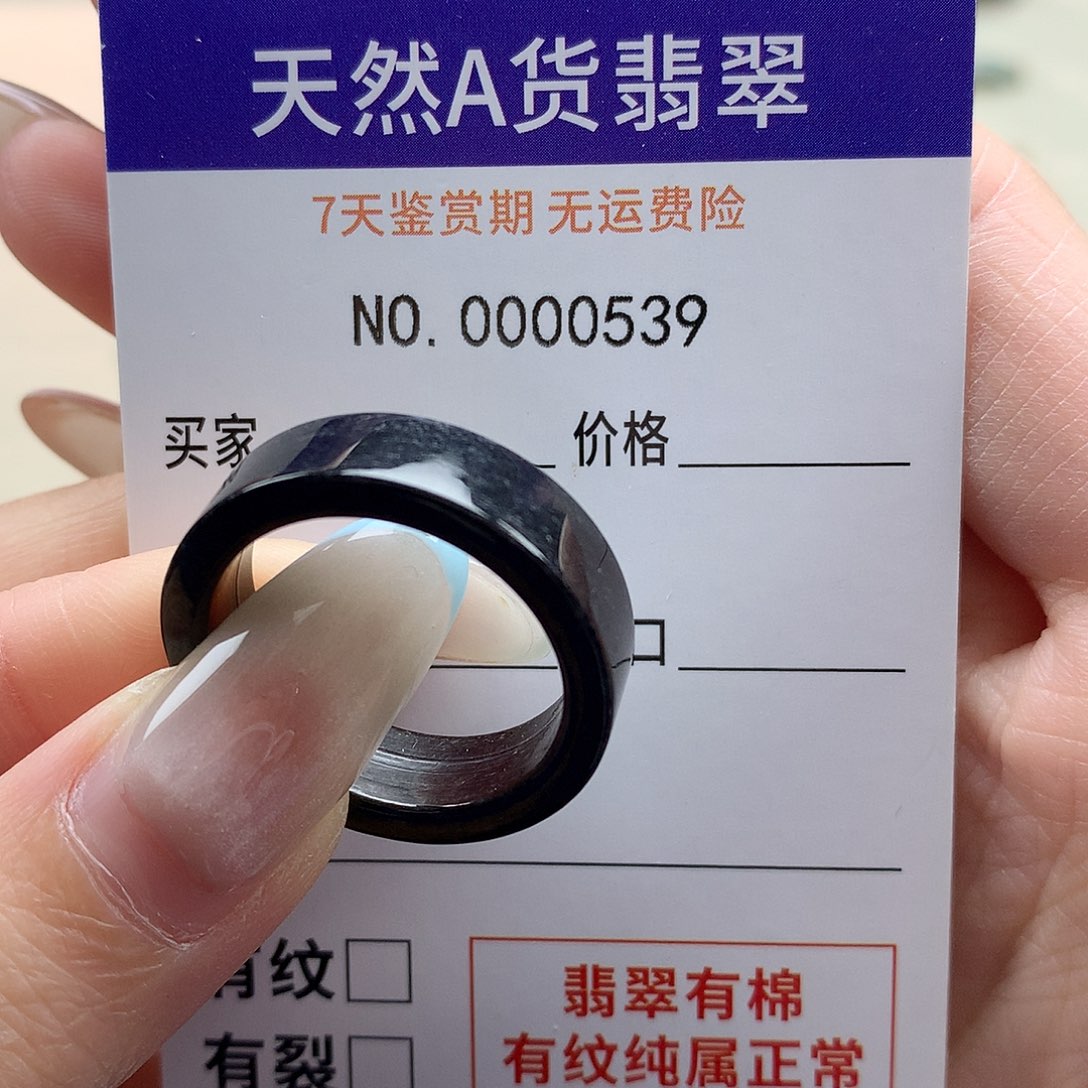 天然A货翡翠
7天鉴赏期 无运费险
NO. 0000539
买家 价格
口
有纹
有裂
翡翠有棉
有纹纯属正常